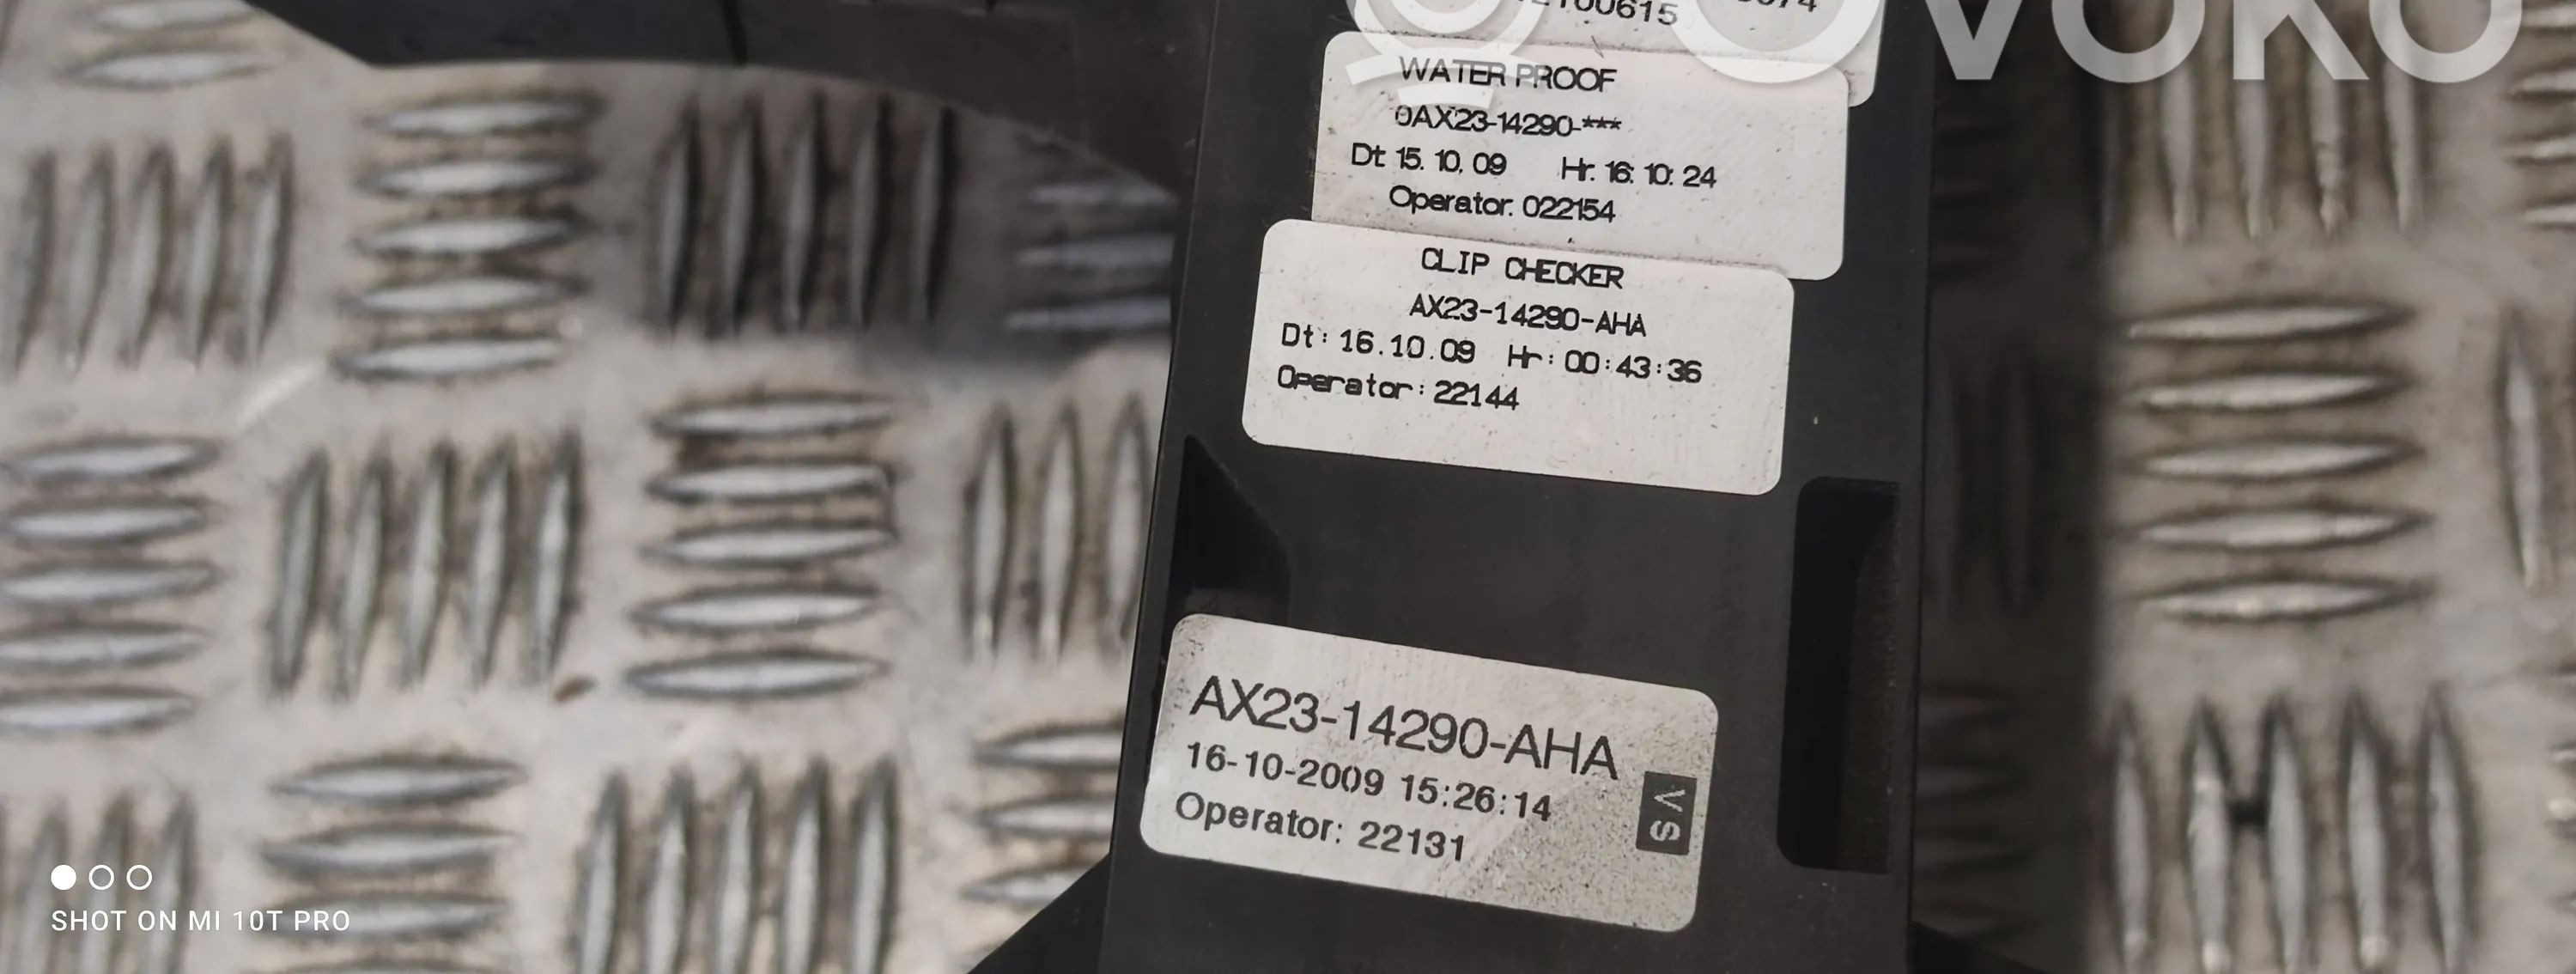 OVOKO
WATER PROOF
0AX23-14290-***
Dt: 15. 10. 09 Hr: 16: 10: 24
Operator: 022154
CLIP CHECKER
AX23-14290-AHA
Dt: 16.10.09 Hr: 00:43:36
Operator: 22144
AX23-14290-AHA
16-10-2009 15:26:14
Operator: 22131
VS
SHOT ON MI 10T PRO